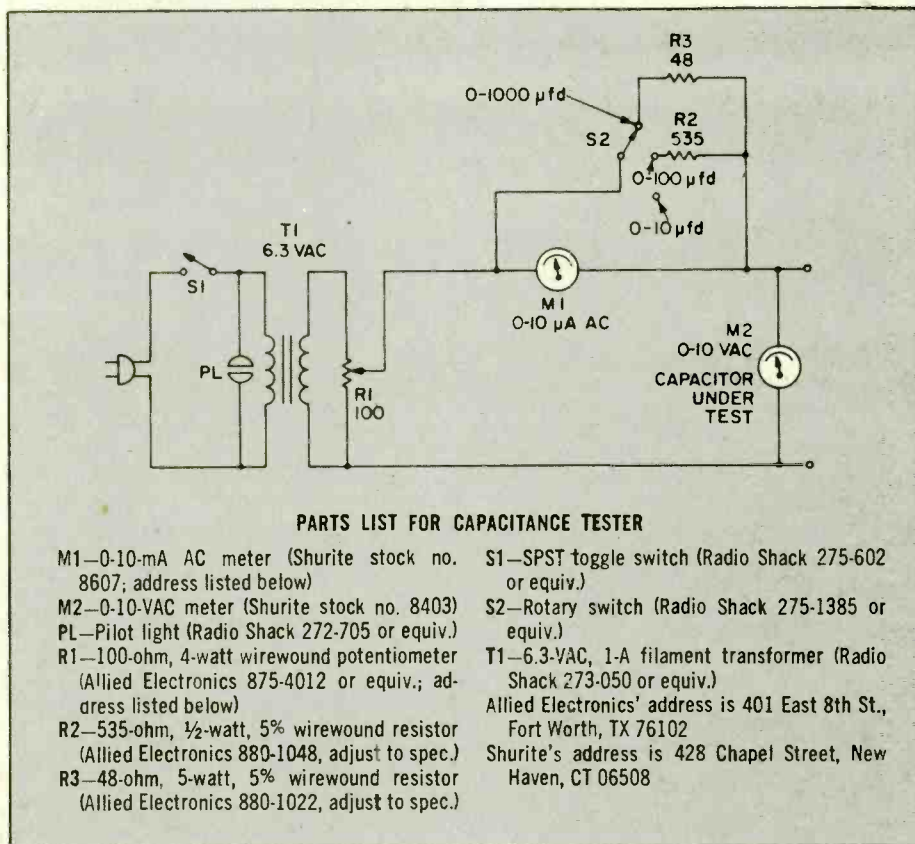 R3
48
0-1000 µfd
R2
535
S2
0-100 µfd
0-10 µfd
T1
6.3 VAC
S1
M1
0-10 µA AC
M2
0-10 VAC
PL
R1
100
CAPACITOR
UNDER
TEST
PARTS LIST FOR CAPACITANCE TESTER
M1—0-10-mA AC meter (Shurite stock no.
8607; address listed below)
M2—0-10-VAC meter (Shurite stock no. 8403)
PL—Pilot light (Radio Shack 272-705 or equiv.)
R1—100-ohm, 4-watt wirewound potentiometer
(Allied Electronics 875-4012 or equiv.; ad-
dress listed below)
R2—535-ohm, ½-watt, 5% wirewound resistor
(Allied Electronics 880-1048, adjust to spec.)
R3—48-ohm, 5-watt, 5% wirewound resistor
(Allied Electronics 880-1022, adjust to spec.)
S1—SPST toggle switch (Radio Shack 275-602
or equiv.)
S2—Rotary switch (Radio Shack 275-1385 or
equiv.)
T1—6.3-VAC, 1-A filament transformer (Radio
Shack 273-050 or equiv.)
Allied Electronics' address is 401 East 8th St.,
Fort Worth, TX 76102
Shurite's address is 428 Chapel Street, New
Haven, CT 06508